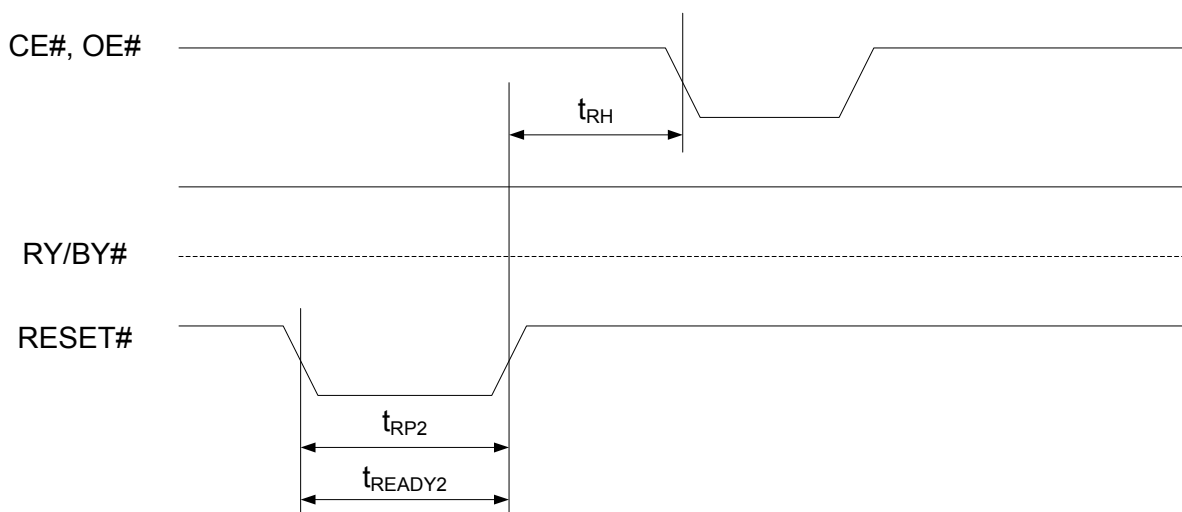 CE#, OE#
tRH
RY/BY#
RESET#
tRP2
tREADY2